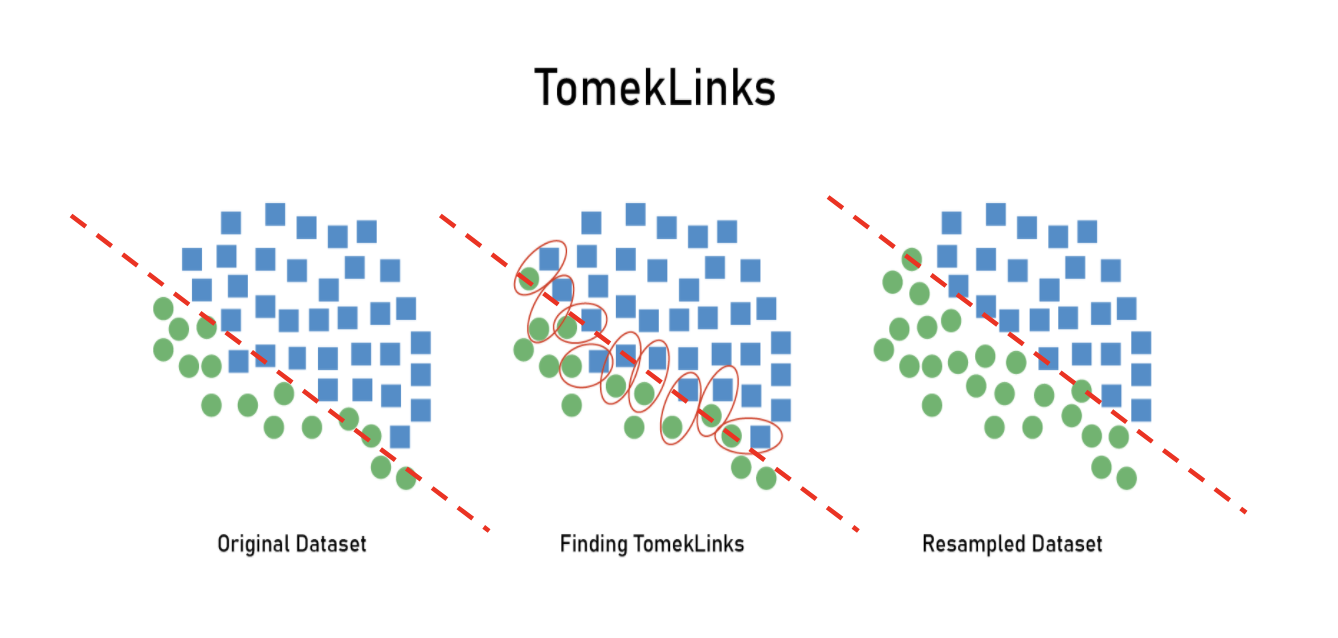 TomekLinks
Original Dataset
Finding TomekLinks
Resampled Dataset